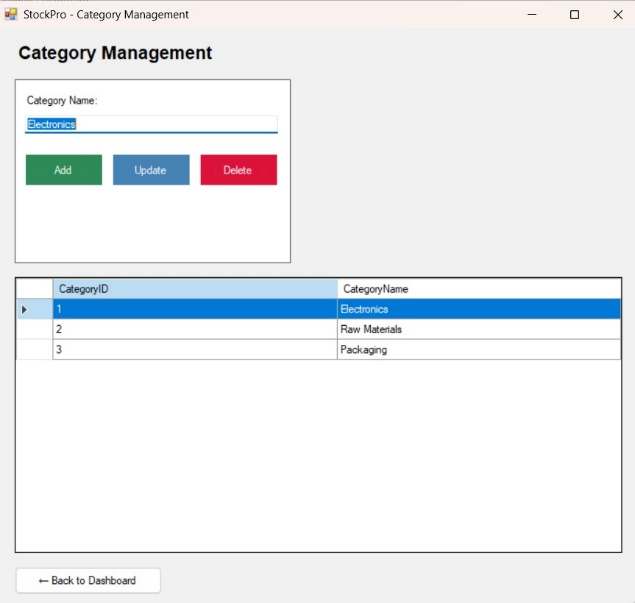 StockPro - Category Management
Category Management
Category Name:
Electronics
Add Update Delete
CategoryID CategoryName
1 Electronics
2 Raw Materials
3 Packaging
← Back to Dashboard